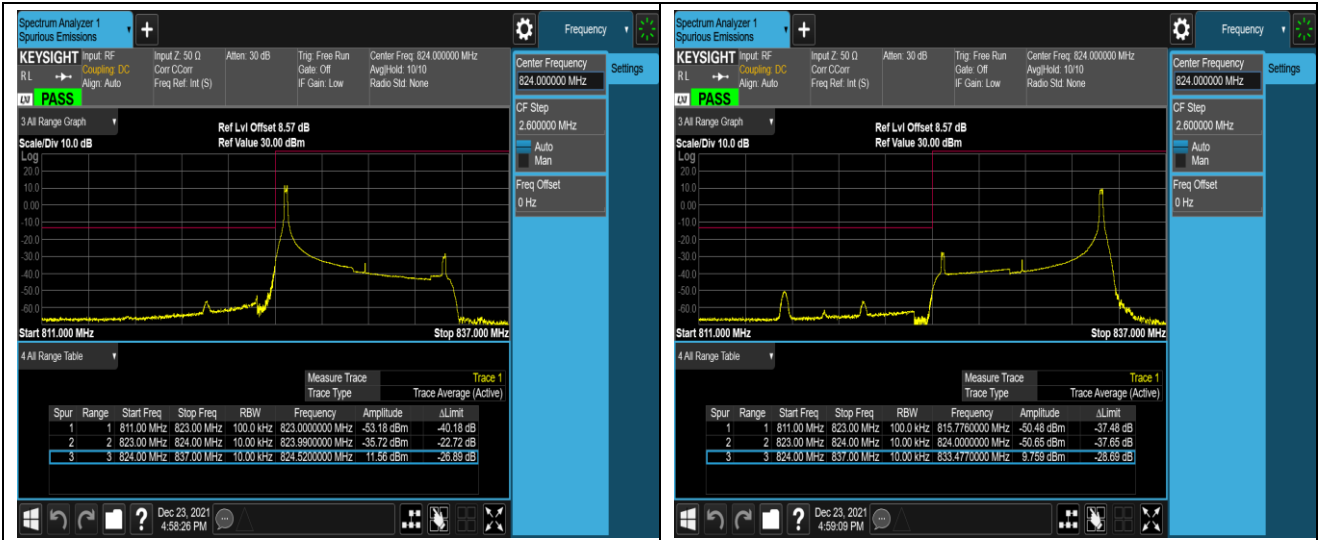 Spectrum Analyzer 1
Spurious Emissions
Frequency
KEYSIGHT Input: RF Input Z: 50 Ω Atten: 30 dB Trig: Free Run Center Freq: 824.000000 MHz
Coupling: DC Corr CCorr Gate: Off Avg|Hold: 10/10
RL Align: Auto Freq Ref: Int (S) IF Gain: Low Radio Std: None
LXI PASS
Center Frequency
824.000000 MHz
Settings
CF Step
2.600000 MHz
Auto
Man
Freq Offset
0 Hz
3 All Range Graph
Ref Lvl Offset 8.57 dB
Scale/Div 10.0 dB Ref Value 30.00 dBm
Log
20.0
10.0
0.00
-10.0
-20.0
-30.0
-40.0
-50.0
-60.0
Start 811.000 MHz Stop 837.000 MHz
4 All Range Table
Measure Trace Trace 1
Trace Type Trace Average (Active)
Spur Range Start Freq Stop Freq RBW Frequency Amplitude ΔLimit
1 1 811.00 MHz 823.00 MHz 100.0 kHz 823.0000000 MHz -53.18 dBm -40.18 dB
2 2 823.00 MHz 824.00 MHz 10.00 kHz 823.9900000 MHz -35.72 dBm -22.72 dB
3 3 824.00 MHz 837.00 MHz 10.00 kHz 824.5200000 MHz 11.56 dBm -26.89 dB
? Dec 23, 2021
4:58:26 PM
Spectrum Analyzer 1
Spurious Emissions
Frequency
KEYSIGHT Input: RF Input Z: 50 Ω Atten: 30 dB Trig: Free Run Center Freq: 824.000000 MHz
Coupling: DC Corr CCorr Gate: Off Avg|Hold: 10/10
RL Align: Auto Freq Ref: Int (S) IF Gain: Low Radio Std: None
LXI PASS
Center Frequency
824.000000 MHz
Settings
CF Step
2.600000 MHz
Auto
Man
Freq Offset
0 Hz
3 All Range Graph
Ref Lvl Offset 8.57 dB
Scale/Div 10.0 dB Ref Value 30.00 dBm
Log
20.0
10.0
0.00
-10.0
-20.0
-30.0
-40.0
-50.0
-60.0
Start 811.000 MHz Stop 837.000 MHz
4 All Range Table
Measure Trace Trace 1
Trace Type Trace Average (Active)
Spur Range Start Freq Stop Freq RBW Frequency Amplitude ΔLimit
1 1 811.00 MHz 823.00 MHz 100.0 kHz 815.7760000 MHz -50.48 dBm -37.48 dB
2 2 823.00 MHz 824.00 MHz 10.00 kHz 824.0000000 MHz -50.65 dBm -37.65 dB
3 3 824.00 MHz 837.00 MHz 10.00 kHz 833.4770000 MHz 9.759 dBm -28.69 dB
? Dec 23, 2021
4:59:09 PM